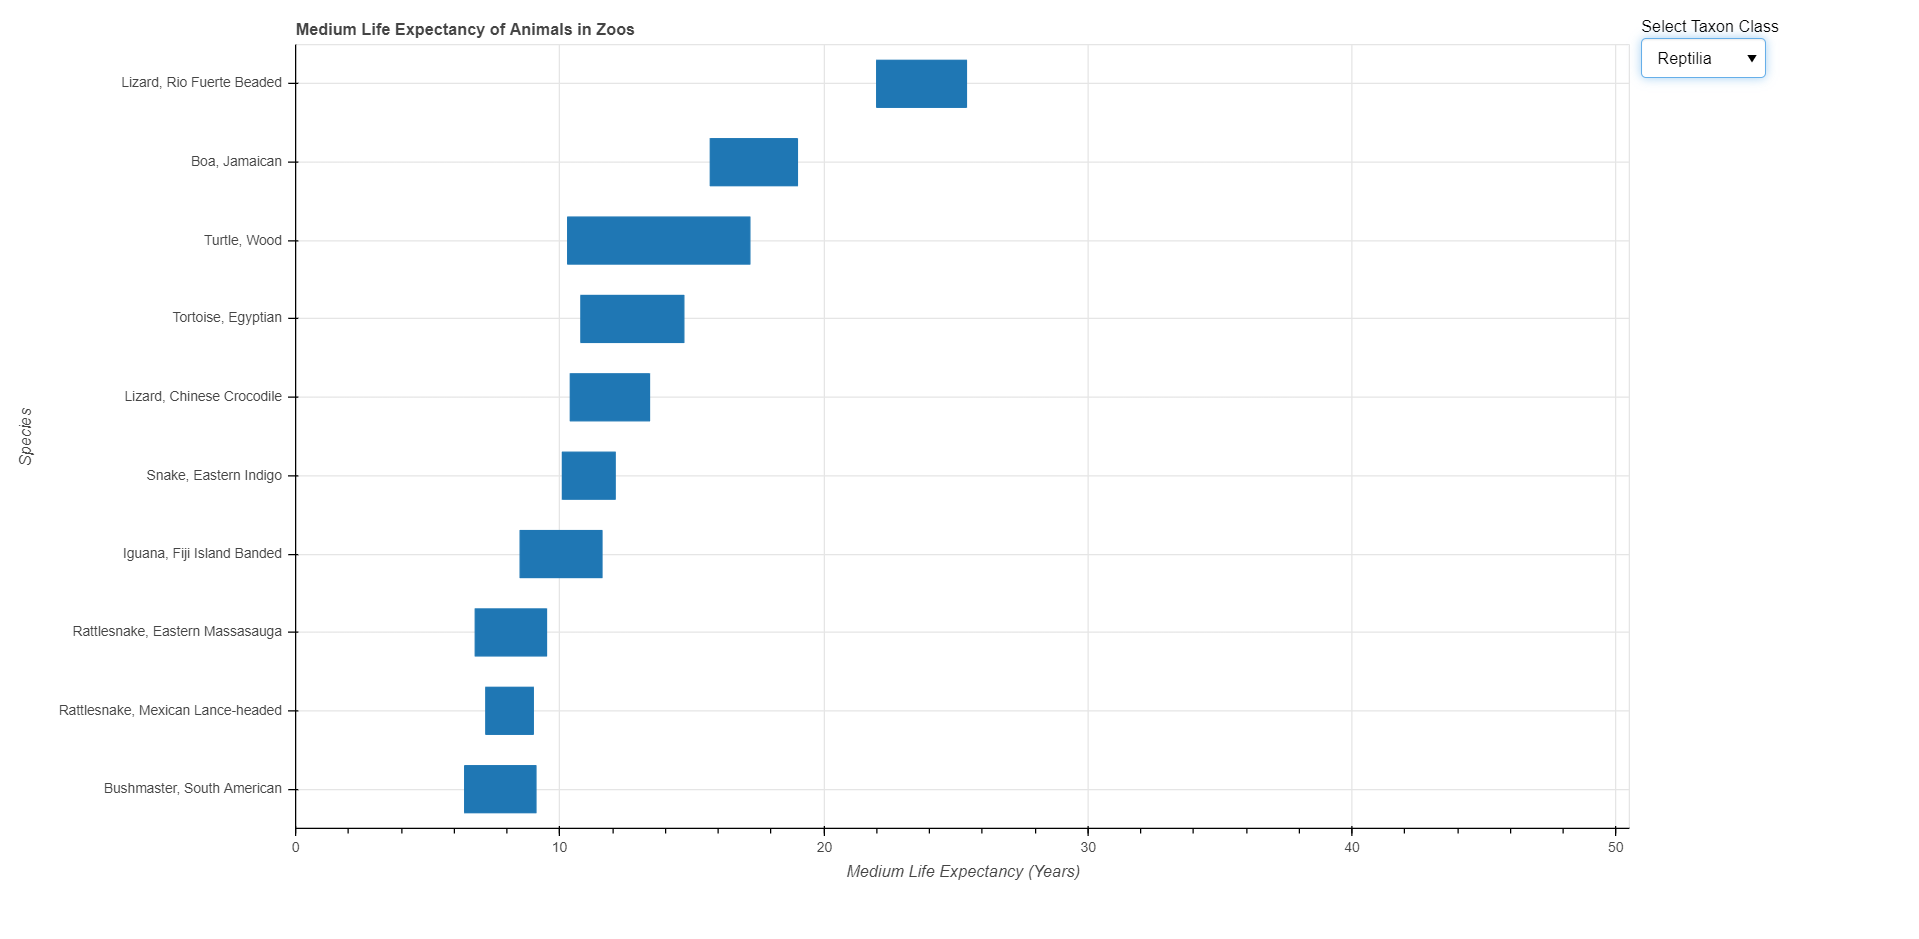 Medium Life Expectancy of Animals in Zoos
Select Taxon Class
Reptilia
Species
Lizard, Rio Fuerte Beaded
Boa, Jamaican
Turtle, Wood
Tortoise, Egyptian
Lizard, Chinese Crocodile
Snake, Eastern Indigo
Iguana, Fiji Island Banded
Rattlesnake, Eastern Massasauga
Rattlesnake, Mexican Lance-headed
Bushmaster, South American
0 10 20 30 40 50
Medium Life Expectancy (Years)